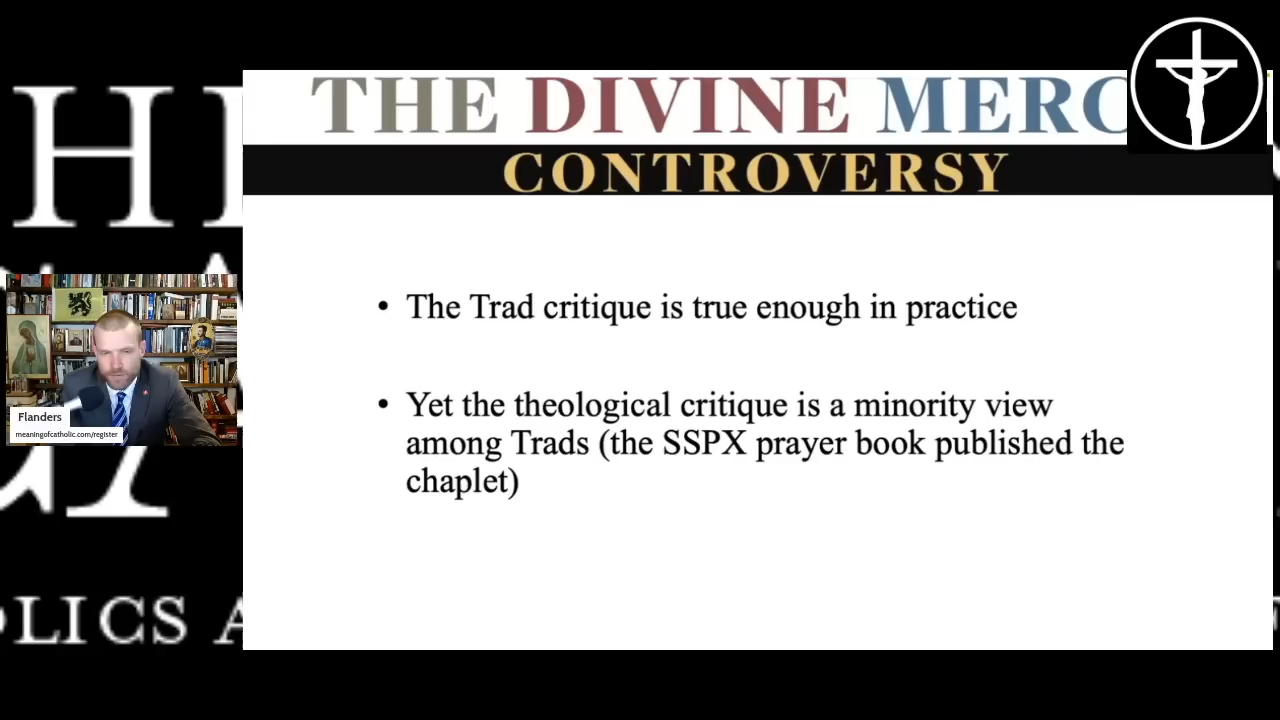 THE DIVINE MERC
CONTROVERSY
• The Trad critique is true enough in practice
• Yet the theological critique is a minority view
among Trads (the SSPX prayer book published the
chaplet)
Flanders
meaningofcatholic.com/register
OLICS A